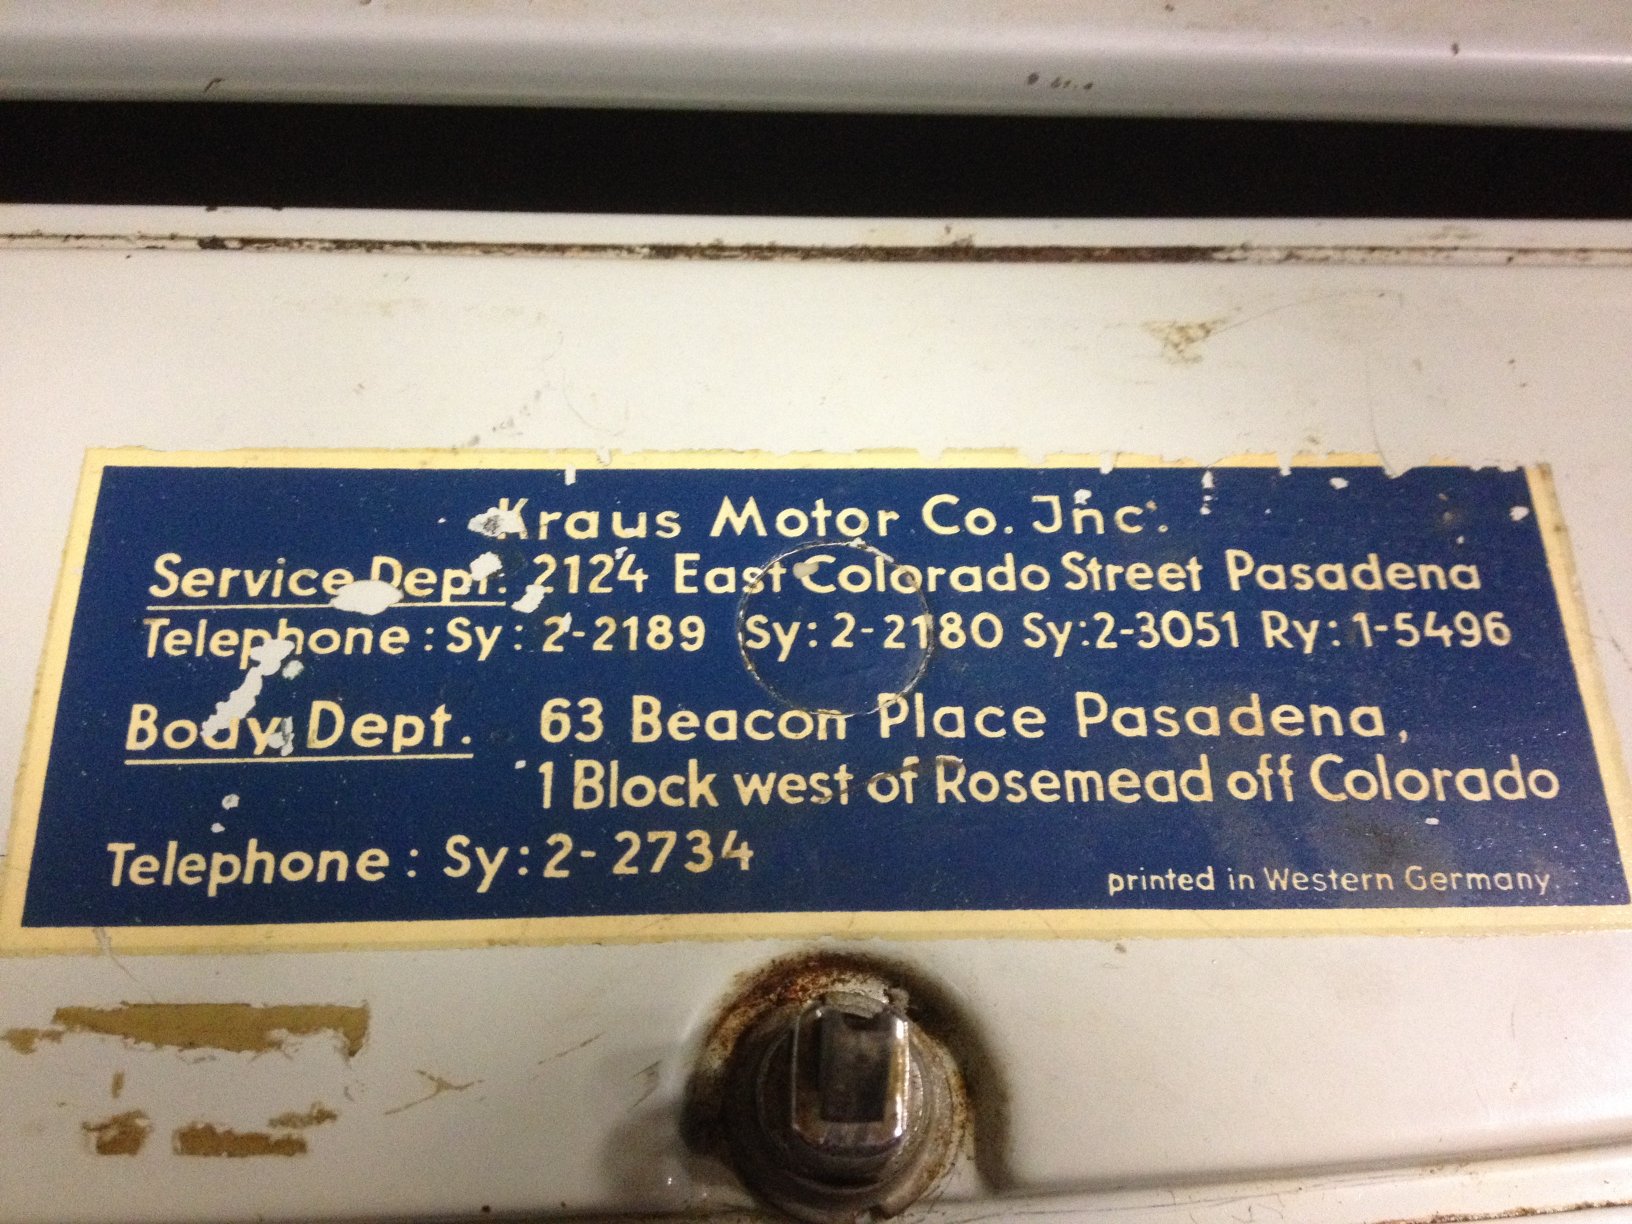 Kraus Motor Co. Inc.
Service Dept. 2124 East Colorado Street Pasadena
Telephone : Sy: 2-2189 Sy: 2-2180 Sy:2-3051 Ry: 1-5496
Body Dept. 63 Beacon Place Pasadena,
1 Block west of Rosemead off Colorado
Telephone : Sy: 2-2734
printed in Western Germany.